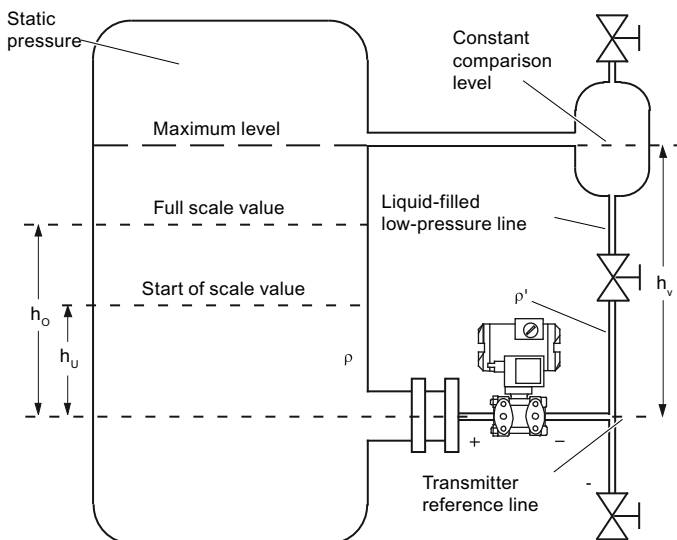 Static
pressure
Constant
comparison
level
Maximum level
Full scale value
Liquid-filled
low-pressure line
Start of scale value
h_O
h_U
h_v
ρ'
ρ
+
−
Transmitter
reference line
-